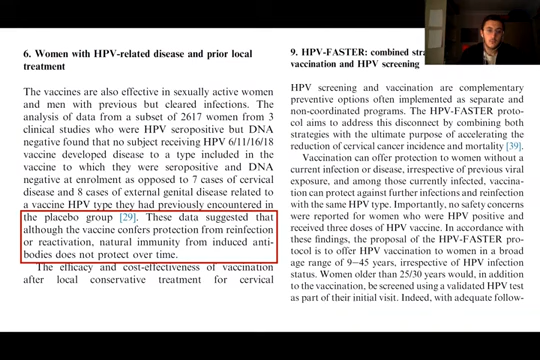 6. Women with HPV-related disease and prior local
treatment
The vaccines are also effective in sexually active women
and men with previous but cleared infections. The
analysis of data from a subset of 2617 women from 3
clinical studies who were HPV seropositive but DNA
negative found that no subject receiving HPV 6/11/16/18
vaccine developed disease to a type included in the
vaccine to which they were seropositive and DNA
negative at enrolment as opposed to 7 cases of cervical
disease and 8 cases of external genital disease related to
a vaccine HPV type they had previously encountered in
the placebo group [29]. These data suggested that
although the vaccine confers protection from reinfection
or reactivation, natural immunity from induced anti-
bodies does not protect over time.
The efficacy and cost-effectiveness of vaccination
after local conservative treatment for cervical
9. HPV-FASTER: combined stra
vaccination and HPV screening
HPV screening and vaccination are complementary
preventive options often implemented as separate and
non-coordinated programs. The HPV-FASTER proto-
col aims to address this disconnect by combining both
strategies with the ultimate purpose of accelerating the
reduction of cervical cancer incidence and mortality [39].
Vaccination can offer protection to women without a
current infection or disease, irrespective of previous viral
exposure, and among those currently infected, vaccina-
tion can protect against further infections and reinfection
with the same HPV type. Importantly, no safety concerns
were reported for women who were HPV positive and
received three doses of HPV vaccine. In accordance with
these findings, the proposal of the HPV-FASTER pro-
tocol is to offer HPV vaccination to women in a broad
age range of 9–45 years, irrespective of HPV infection
status. Women older than 25/30 years would, in addition
to the vaccination, be screened using a validated HPV test
as part of their initial visit. Indeed, with adequate follow-